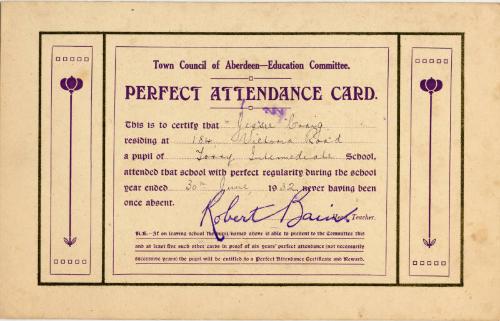 Town Council of Aberdeen—Education Committee.
PERFECT ATTENDANCE CARD.
This is to certify that Jessie Craig
residing at 184 Victoria Road
a pupil of Torry Intermediate School,
attended that school with perfect regularity during the school
year ended 30th June, 1932, never having been
once absent.
Robert Teacher.
N.B.—If on leaving school the pupil named above is able to present to the Committee this
and at least five such other cards in proof of six years' perfect attendance (not necessarily
successive years) the pupil will be entitled to a Perfect Attendance Certificate and Reward.